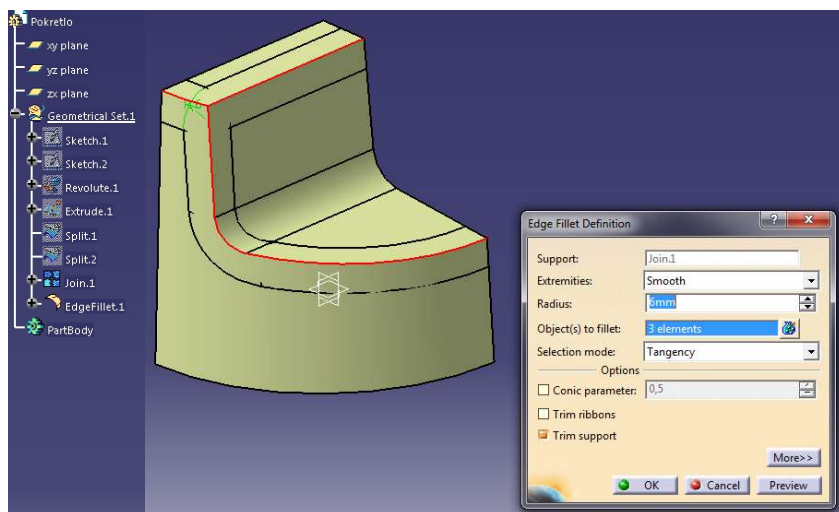 Pokretlo
xy plane
yz plane
zx plane
Geometrical Set.1
Sketch.1
Sketch.2
Revolute.1
Extrude.1
Split.1
Split.2
Join.1
EdgeFillet.1
PartBody
Edge Fillet Definition
Support: Join.1
Extremities: Smooth
Radius: 6mm
Object(s) to fillet: 3 elements
Selection mode: Tangency
Options
Conic parameter: 0,5
Trim ribbons
Trim support
More>>
OK Cancel Preview